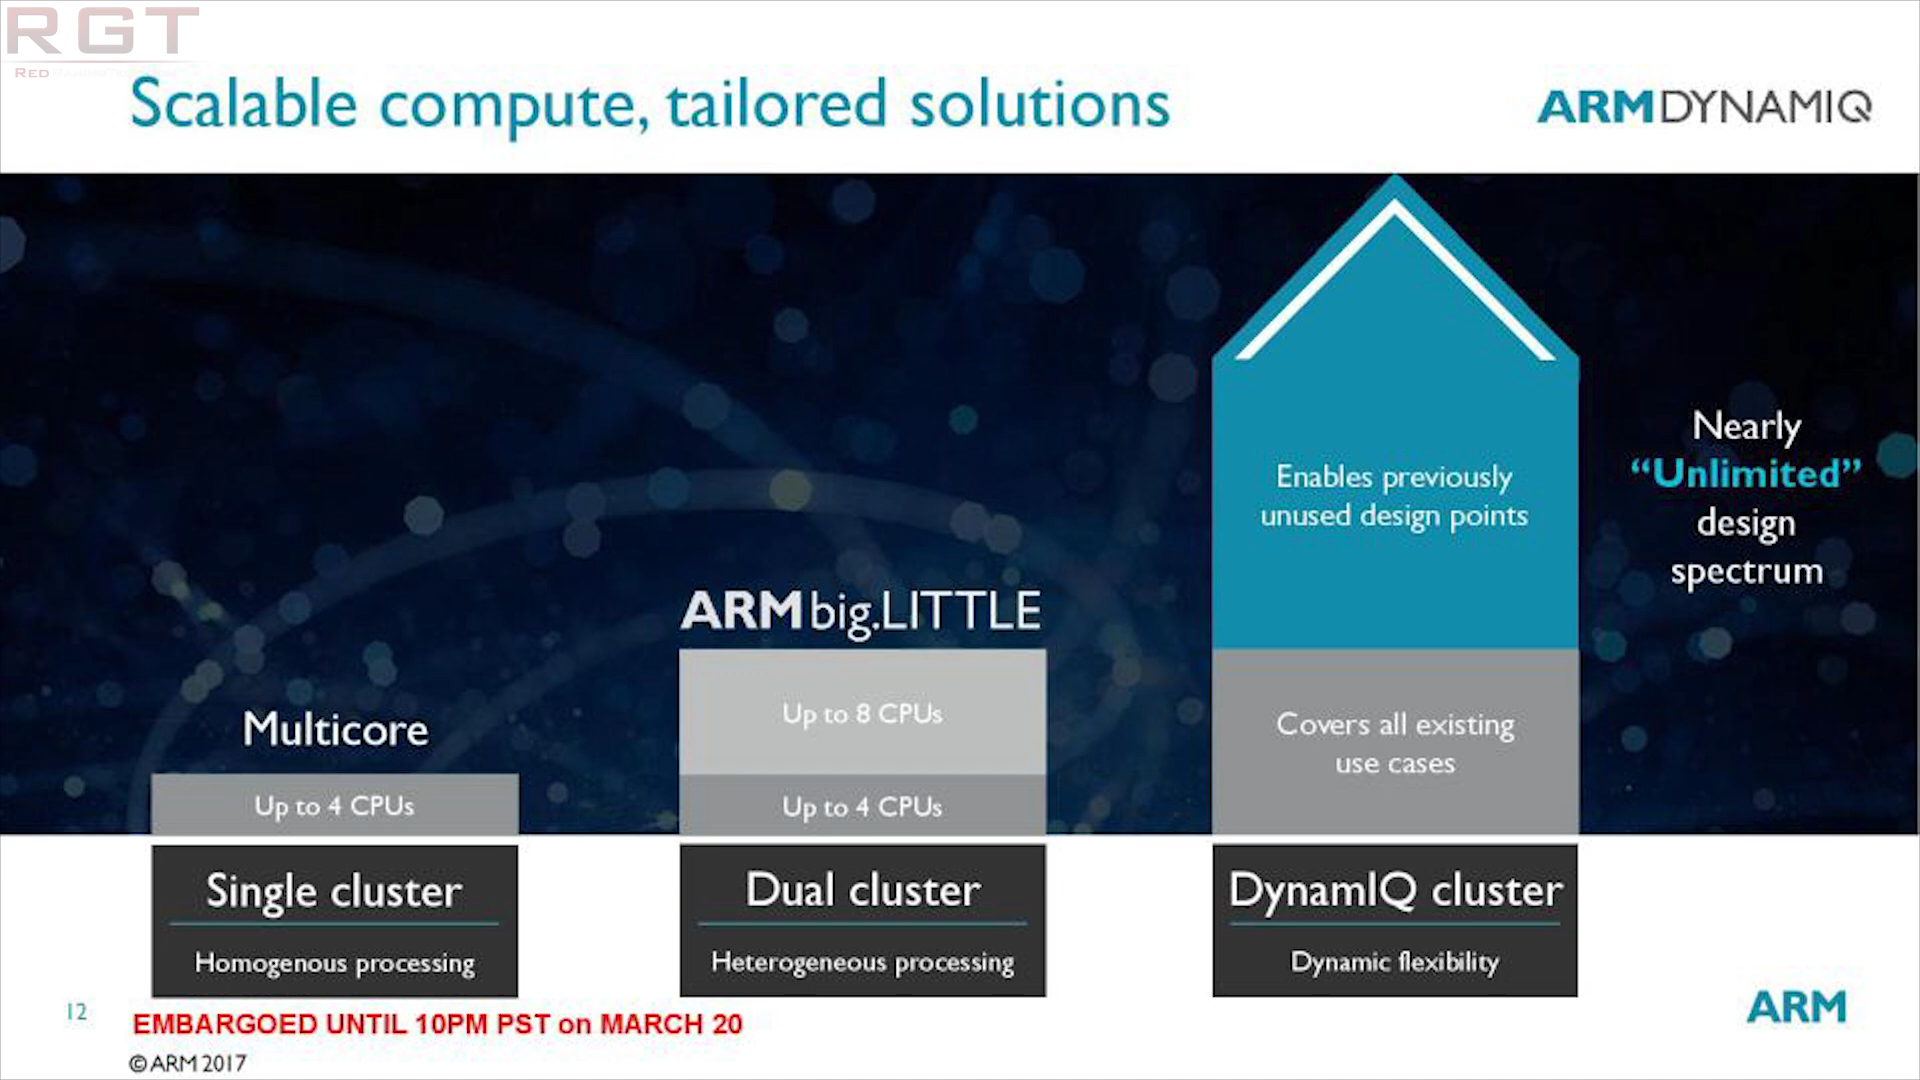 RGT
RED
Scalable compute, tailored solutions
ARM DYNAMIQ
Nearly
“Unlimited”
design
spectrum
Enables previously
unused design points
ARM big.LITTLE
Up to 8 CPUs
Multicore
Covers all existing
use cases
Up to 4 CPUs
Up to 4 CPUs
Single cluster
Homogenous processing
Dual cluster
Heterogeneous processing
DynamIQ cluster
Dynamic flexibility
12
EMBARGOED UNTIL 10PM PST on MARCH 20
© ARM 2017
ARM